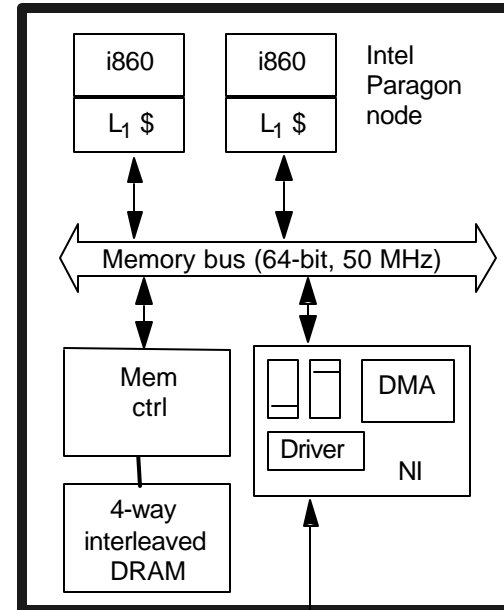 i860
L1 $
i860
L1 $
Intel
Paragon
node
Memory bus (64-bit, 50 MHz)
Mem
ctrl
DMA
Driver
NI
4-way
interleaved
DRAM